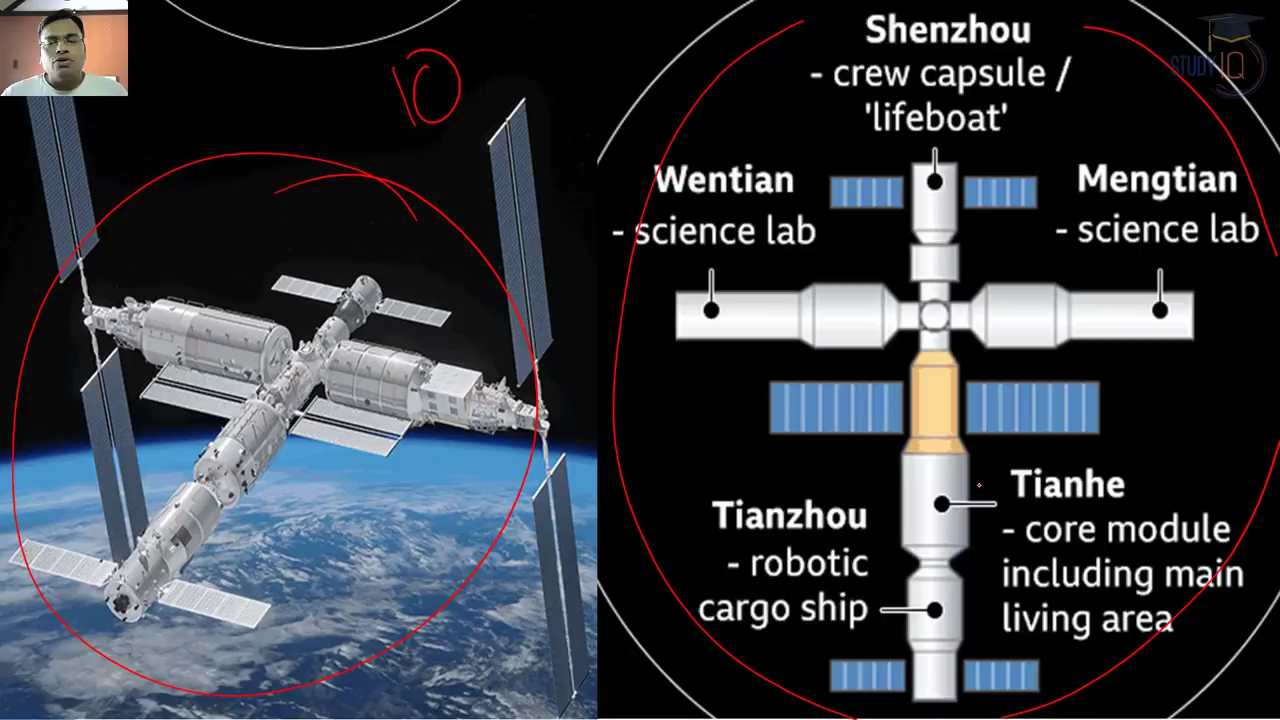 10
Shenzhou
- crew capsule /
'lifeboat'
STUDY IQ
Wentian
- science lab
Mengtian
- science lab
Tianhe
- core module
including main
living area
Tianzhou
- robotic
cargo ship